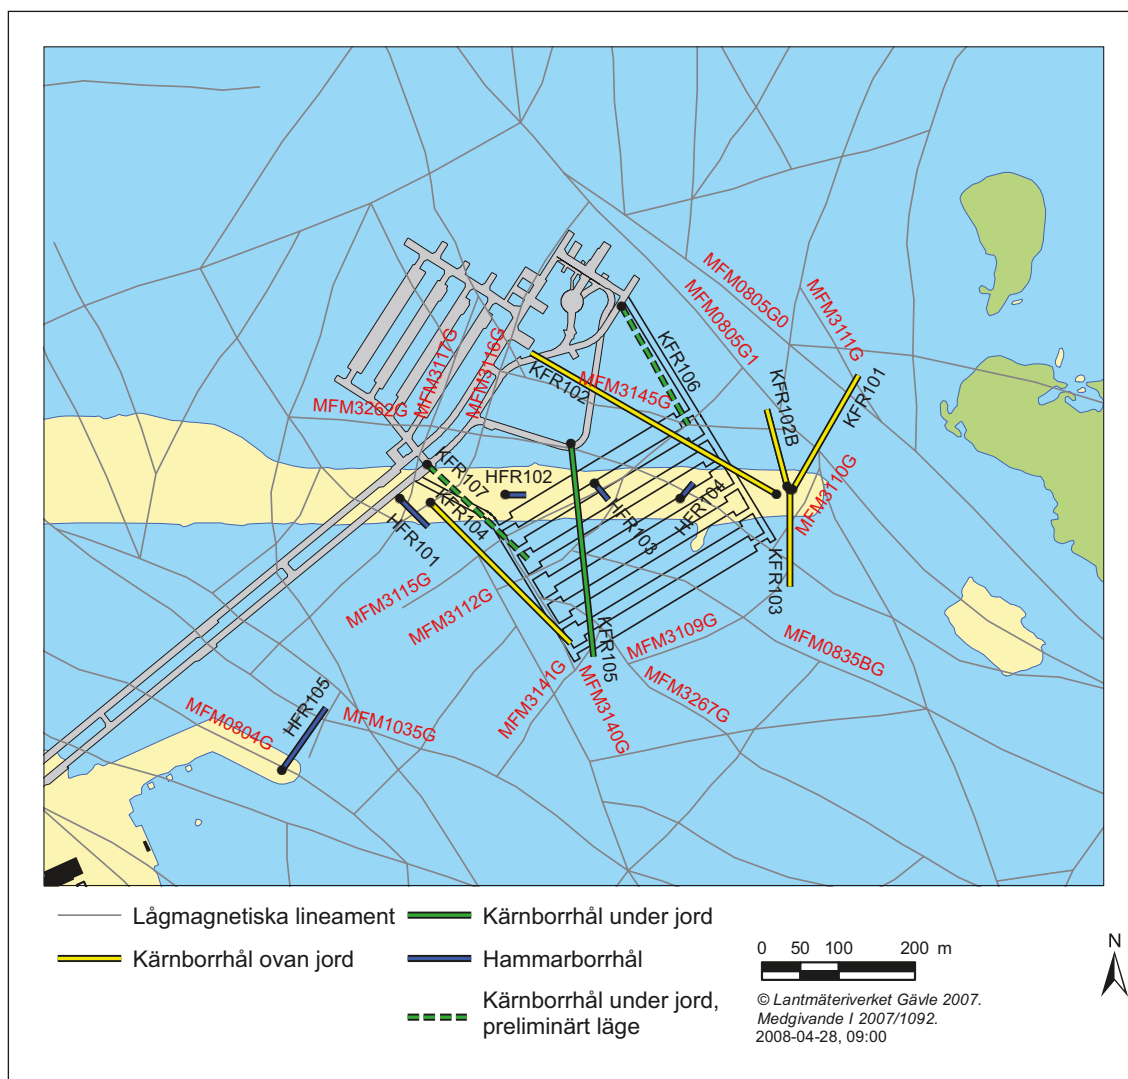 MFM0805G0
MFM0805G1
MFM3111G
MFM3117G
MFM3116G
KFR106
KFR102
MFM3145G
KFR101
KFR102B
MFM3262G
KFR107
HFR102
KFR104
HFR101
HFR103
HFR104
MFM3110G
KFR103
MFM3115G
MFM3112G
KFR105
MFM3109G
MFM0835BG
MFM3141G
MFM3140G
MFM3267G
HFR105
MFM0804G
MFM1035G
Lågmagnetiska lineament
Kärnborrhål ovan jord
Kärnborrhål under jord
Hammarborrhål
Kärnborrhål under jord,
preliminärt läge
0 50 100 200 m
© Lantmäteriverket Gävle 2007.
Medgivande I 2007/1092.
2008-04-28, 09:00
N